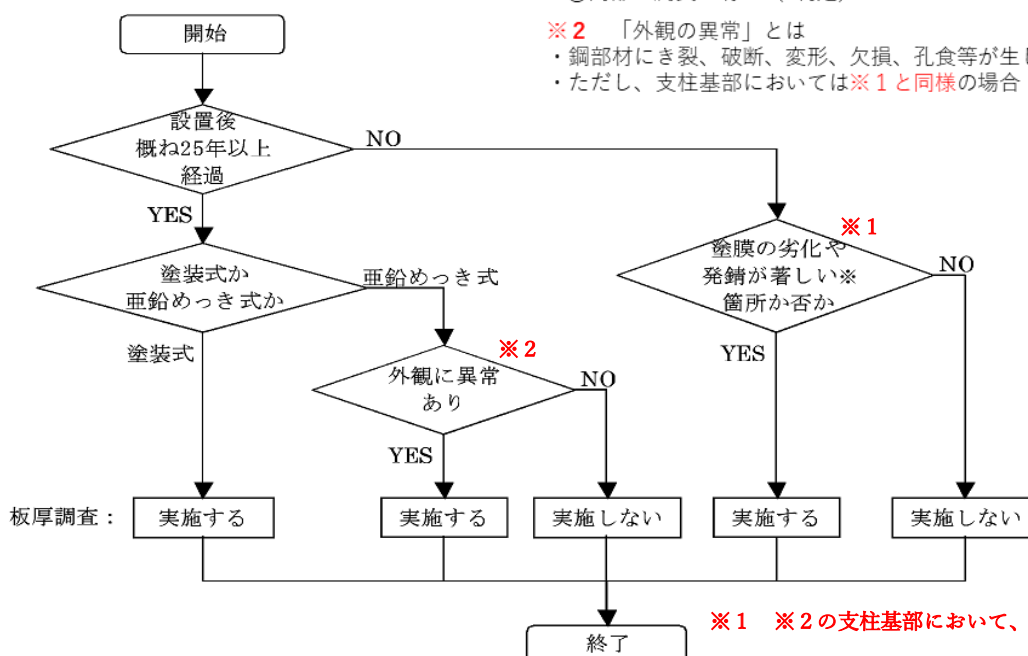 開始
※２ 「外観の異常」とは
・鋼部材にき裂、破断、変形、欠損、孔食等が生じ
・ただし、支柱基部においては※１と同様の場合
設置後
概ね25年以上
経過
NO
YES
※１
塗膜の劣化や
発錆が著しい※
箇所か否か
NO
YES
塗装式か
亜鉛めっき式か
亜鉛めっき式
塗装式
※２
外観に異常
あり
NO
YES
板厚調査：
実施する
実施する
実施しない
実施する
実施しない
※１ ※２の支柱基部において、
終了